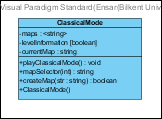 Visual Paradigm Standard(Ensar(Bilkent Univ
ClassicalMode
-maps : <string>
-levelInformation [boolean]
-currentMap : string
+playClassicalMode() : void
+mapSelector(int) : string
+createMap(str : string) : boolean
+ClassicalMode()